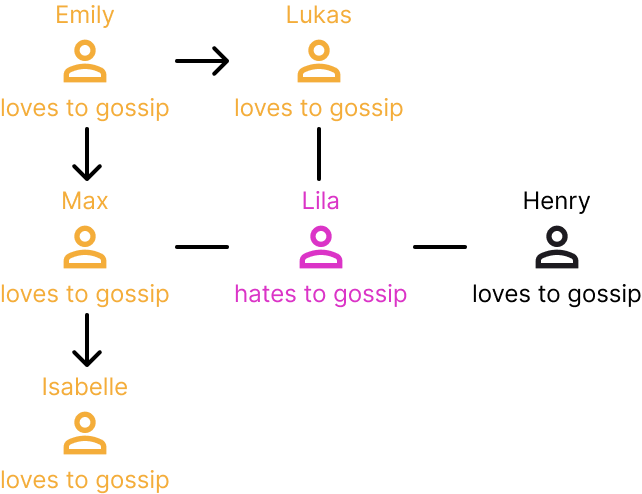 Emily
Lukas
loves to gossip
loves to gossip
Max
Lila
Henry
loves to gossip
hates to gossip
loves to gossip
Isabelle
loves to gossip